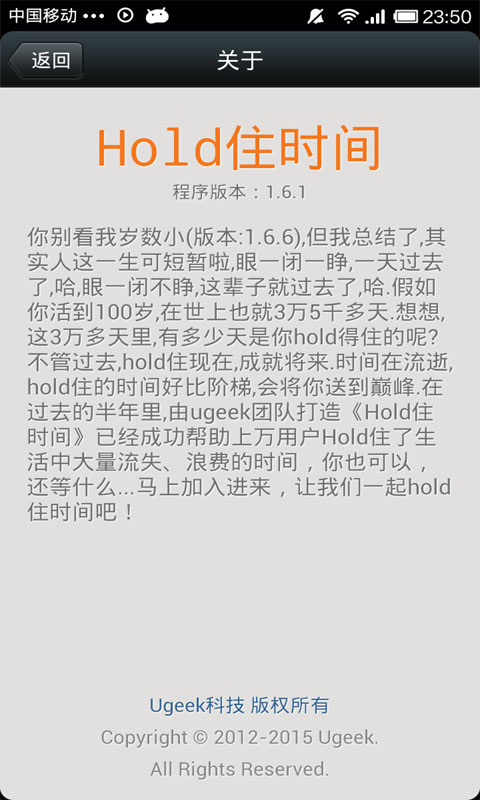 中国移动 ••• 23:50
返回 关于
Hold住时间
程序版本：1.6.1
你别看我岁数小(版本:1.6.6),但我总结了,其
实人这一生可短暂啦,眼一闭一睁,一天过去
了,哈,眼一闭不睁,这辈子就过去了,哈.假如
你活到100岁,在世上也就3万5千多天.想想,
这3万多天里,有多少天是你hold得住的呢?
不管过去,hold住现在,成就将来.时间在流逝,
hold住的时间好比阶梯,会将你送到巅峰.在
过去的半年里,由ugeek团队打造《Hold住
时间》已经成功帮助上万用户Hold住了生
活中大量流失、浪费的时间，你也可以，
还等什么...马上加入进来，让我们一起hold
住时间吧！
Ugeek科技 版权所有
Copyright © 2012-2015 Ugeek.
All Rights Reserved.